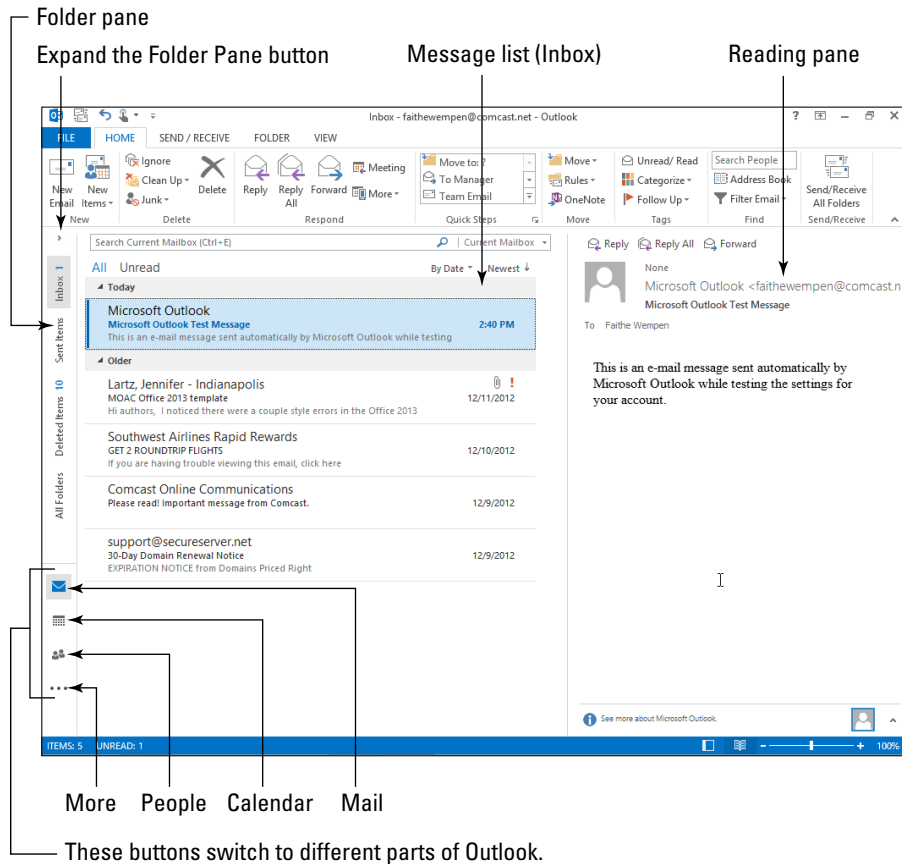 Folder pane
Expand the Folder Pane button
Message list (Inbox)
Reading pane
Inbox - faithewempen@comcast.net - Outlook
?
FILE HOME SEND / RECEIVE FOLDER VIEW
New Email
New Items
New
Ignore
Clean Up
Junk
Delete
Delete
Reply
Reply All
Forward
Meeting
More
Respond
Move to: ?
To Manager
Team Email
Quick Steps
Move
Rules
OneNote
Move
Unread/ Read
Categorize
Follow Up
Tags
Search People
Address Book
Filter Email
Find
Send/Receive All Folders
Send/Receive
Inbox 1
Sent Items
Deleted Items 10
All Folders
Search Current Mailbox (Ctrl+E)
Current Mailbox
All Unread
By Date Newest ↓
Today
Microsoft Outlook
Microsoft Outlook Test Message 2:40 PM
This is an e-mail message sent automatically by Microsoft Outlook while testing
Older
Lartz, Jennifer - Indianapolis
!
MOAC Office 2013 template 12/11/2012
Hi authors, I noticed there were a couple style errors in the Office 2013
Southwest Airlines Rapid Rewards
GET 2 ROUNDTRIP FLIGHTS 12/10/2012
If you are having trouble viewing this email, click here
Comcast Online Communications
Please read! Important message from Comcast. 12/9/2012
support@secureserver.net
30-Day Domain Renewal Notice 12/9/2012
EXPIRATION NOTICE from Domains Priced Right
Reply Reply All Forward
None
Microsoft Outlook <faithewempen@comcast.n
Microsoft Outlook Test Message
To Faithe Wempen
This is an e-mail message sent automatically by
Microsoft Outlook while testing the settings for
your account.
See more about Microsoft Outlook.
ITEMS: 5 UNREAD: 1
100%
More People Calendar Mail
These buttons switch to different parts of Outlook.